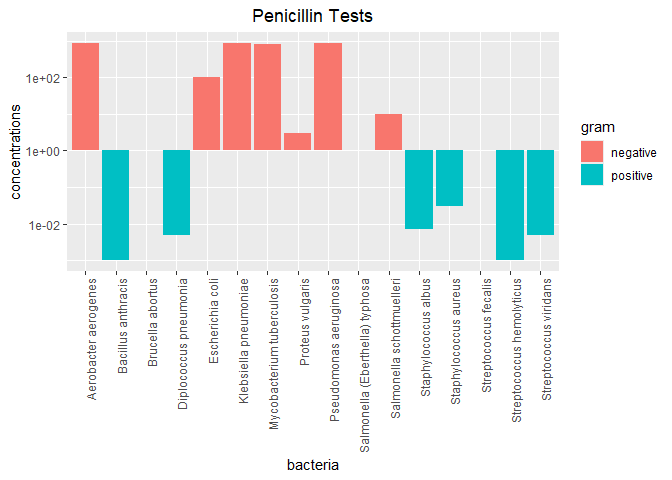 Penicillin Tests
concentrations
1e+02
1e+00
1e-02
Aerobacter aerogenes
Bacillus anthracis
Brucella abortus
Diplococcus pneumonia
Escherichia coli
Klebsiella pneumoniae
Mycobacterium tuberculosis
Proteus vulgaris
Pseudomonas aeruginosa
Salmonella (Eberthella) typhosa
Salmonella schottmuelleri
Staphylococcus albus
Staphylococcus aureus
Streptococcus fecalis
Streptococcus hemolyticus
Streptococcus viridans
bacteria
gram
negative
positive